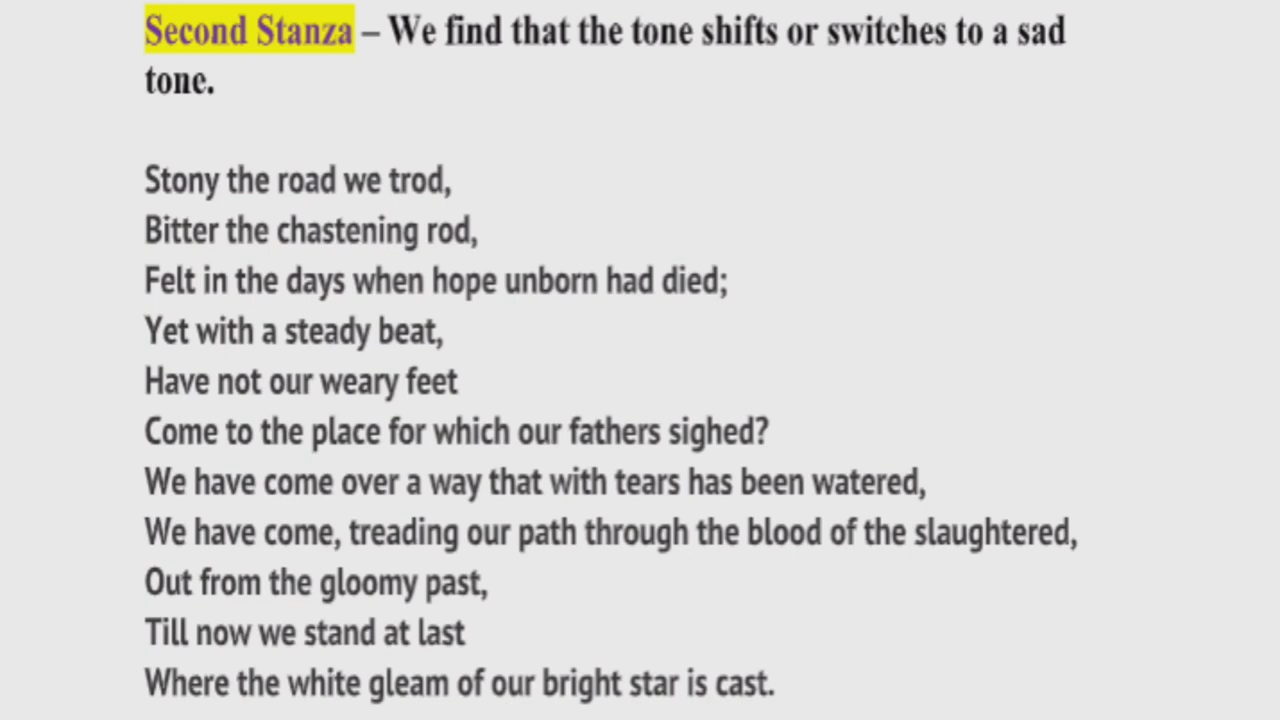 Second Stanza – We find that the tone shifts or switches to a sad
tone.
Stony the road we trod,
Bitter the chastening rod,
Felt in the days when hope unborn had died;
Yet with a steady beat,
Have not our weary feet
Come to the place for which our fathers sighed?
We have come over a way that with tears has been watered,
We have come, treading our path through the blood of the slaughtered,
Out from the gloomy past,
Till now we stand at last
Where the white gleam of our bright star is cast.